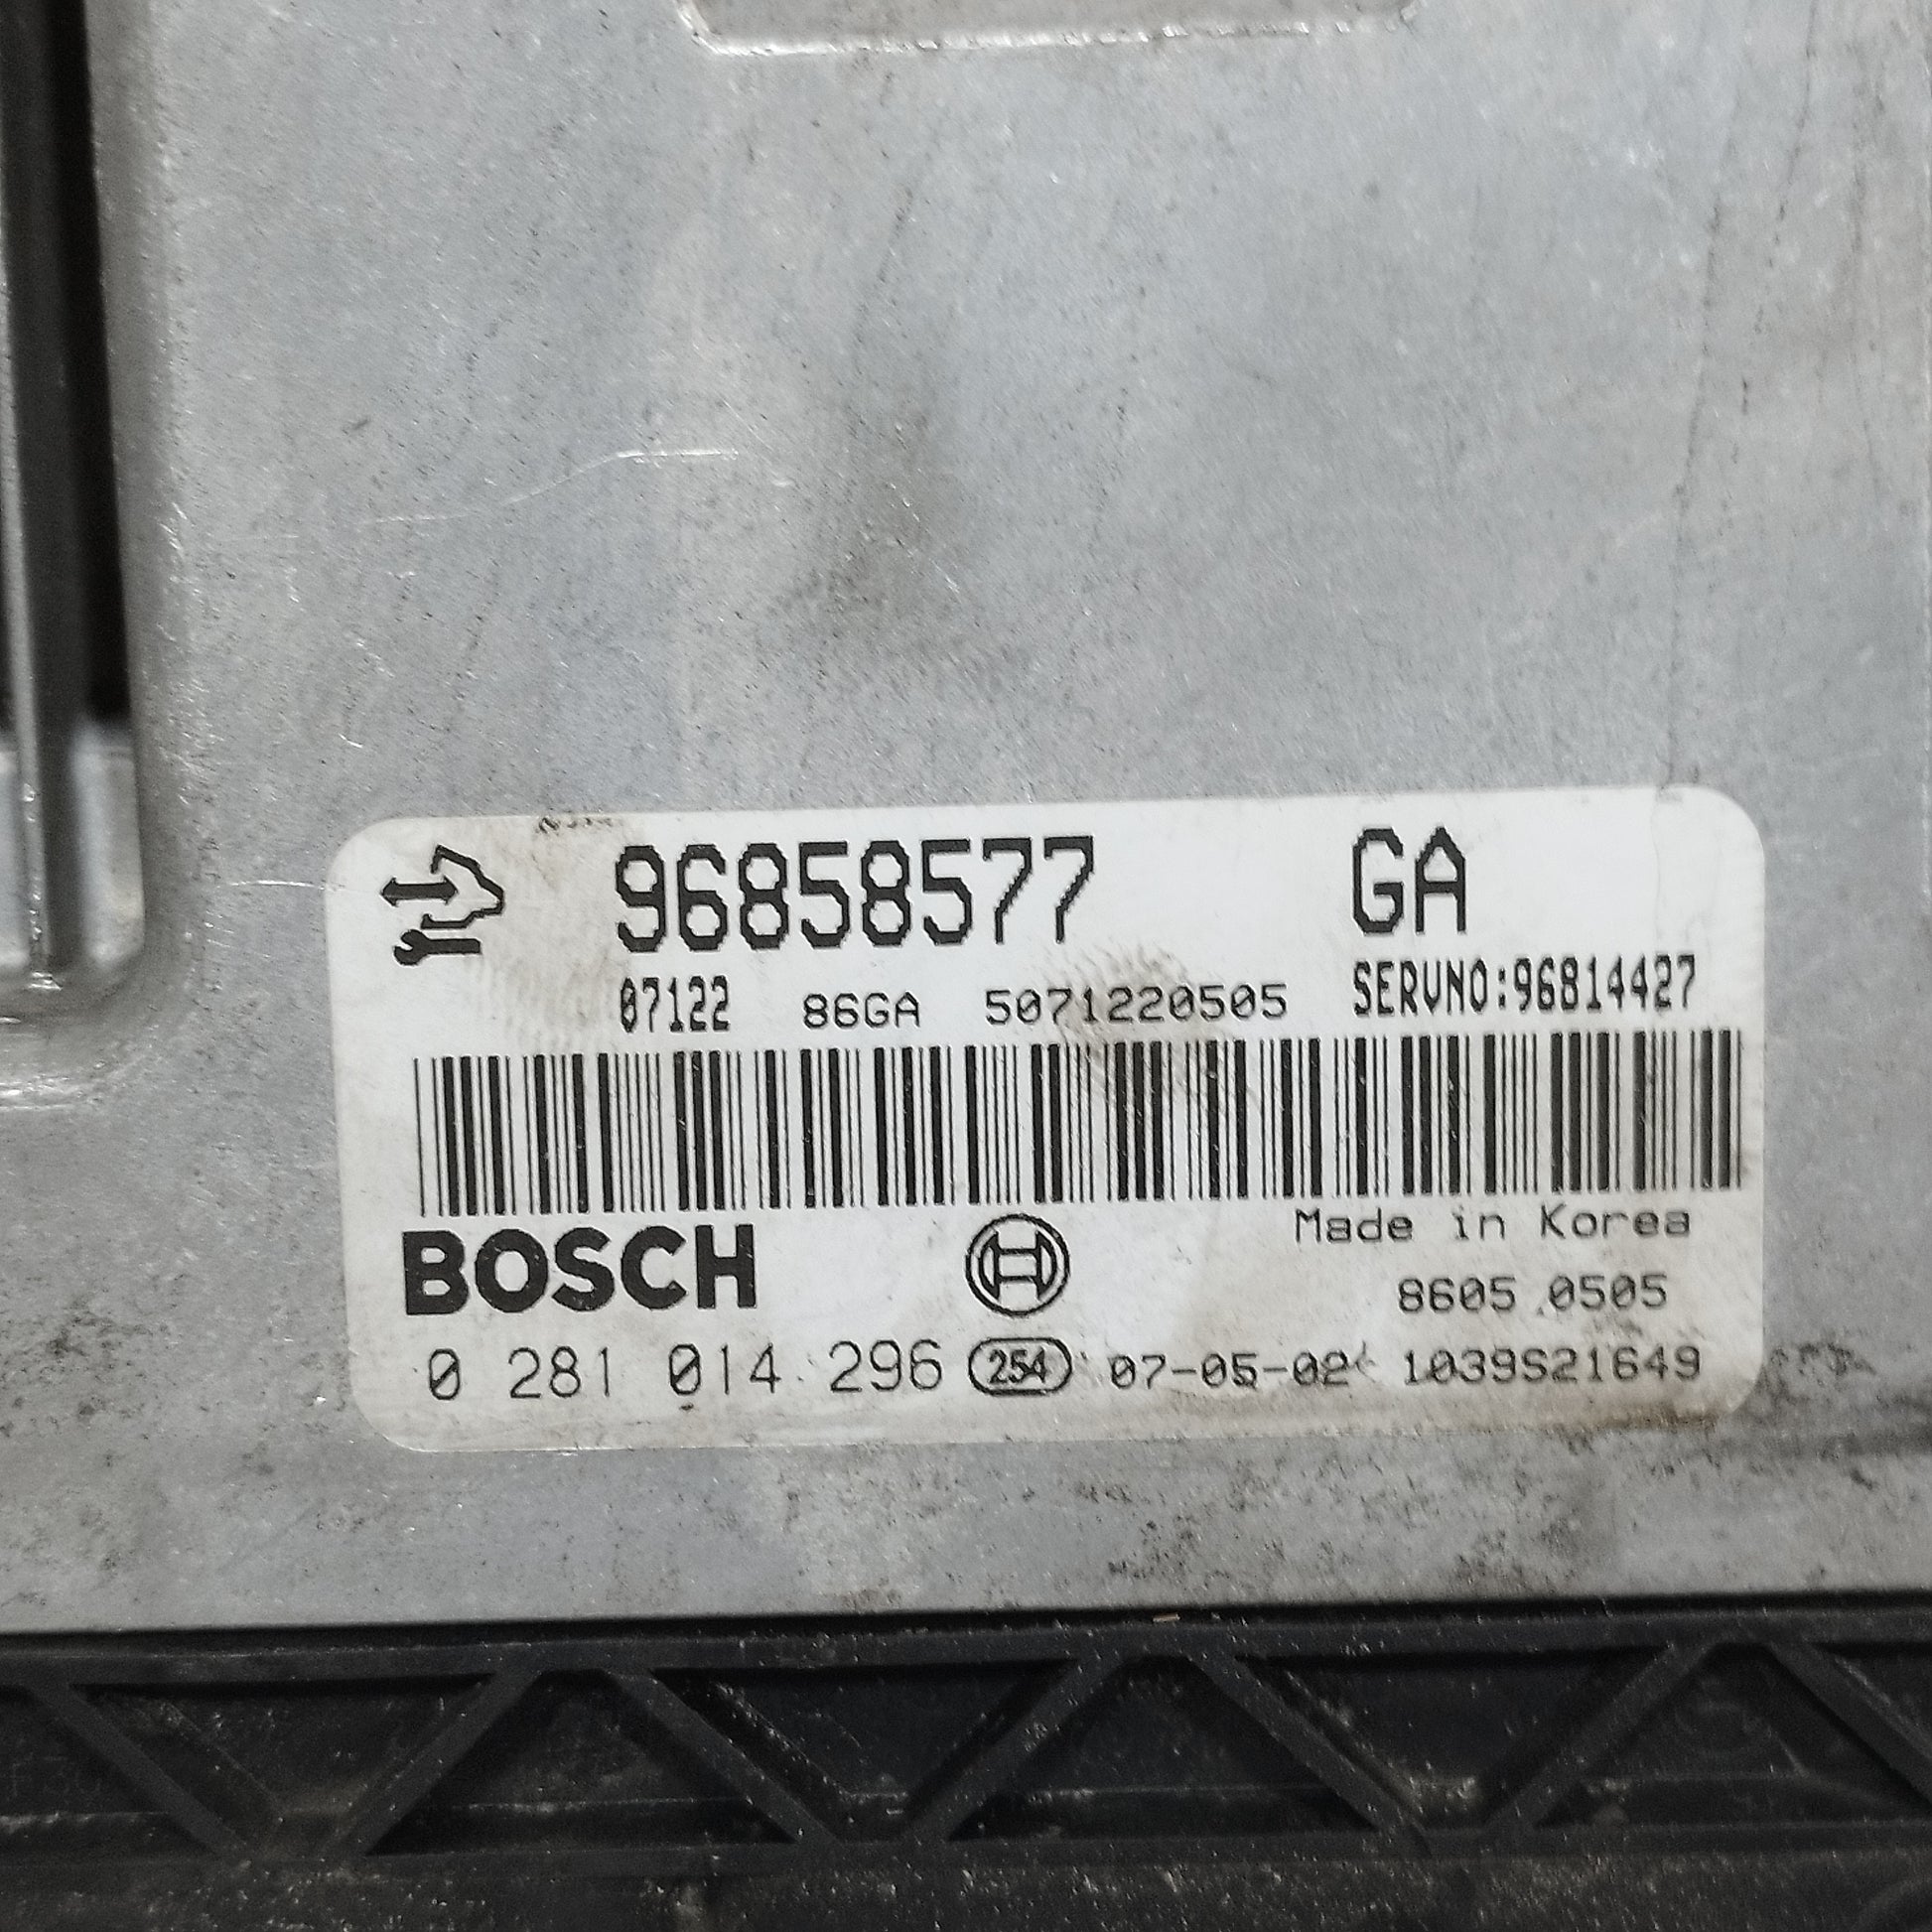 96858577 GA
07122 86GA 5071220505 SERVNO:96814427
Made in Korea
BOSCH
8605 0505
0 281 014 296 254 07-05-02 1039S21649